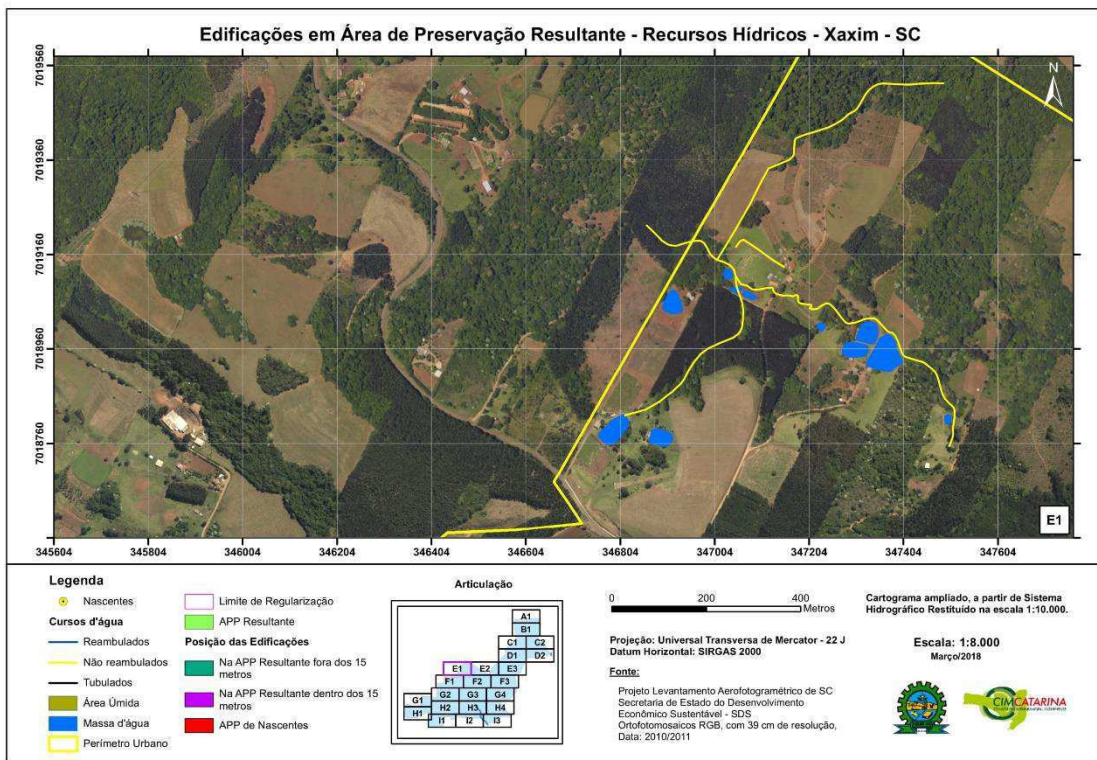 Edificações em Área de Preservação Resultante - Recursos Hídricos - Xaxim - SC
N
7019560
7019360
7019160
7018960
7018760
E1
345604
345804
346004
346204
346404
346604
346804
347004
347204
347404
347604
Legenda
Nascentes
Cursos d'água
Reambulados
Não reambulados
Tubulados
Área Úmida
Massa d'água
Perímetro Urbano
Limite de Regularização
APP Resultante
Posição das Edificações
Na APP Resultante fora dos 15
metros
Na APP Resultante dentro dos 15
metros
APP de Nascentes
Articulação
A1
B1
C1 C2
D1 D2
E1 E2 E3
F1 F2 F3
G1 G2 G3 G4
H1 H2 H3 H4
I1 I2 I3
0 200 400
Metros
Projeção: Universal Transversa de Mercator - 22 J
Datum Horizontal: SIRGAS 2000
Fonte:
Projeto Levantamento Aerofotogramétrico de SC
Secretaria de Estado do Desenvolvimento
Econômico Sustentável - SDS
Ortofotomosaicos RGB, com 39 cm de resolução,
Data: 2010/2011
Cartograma ampliado, a partir de Sistema
Hidrográfico Restituído na escala 1:10.000.
Escala: 1:8.000
Março/2018
CIMCATARINA